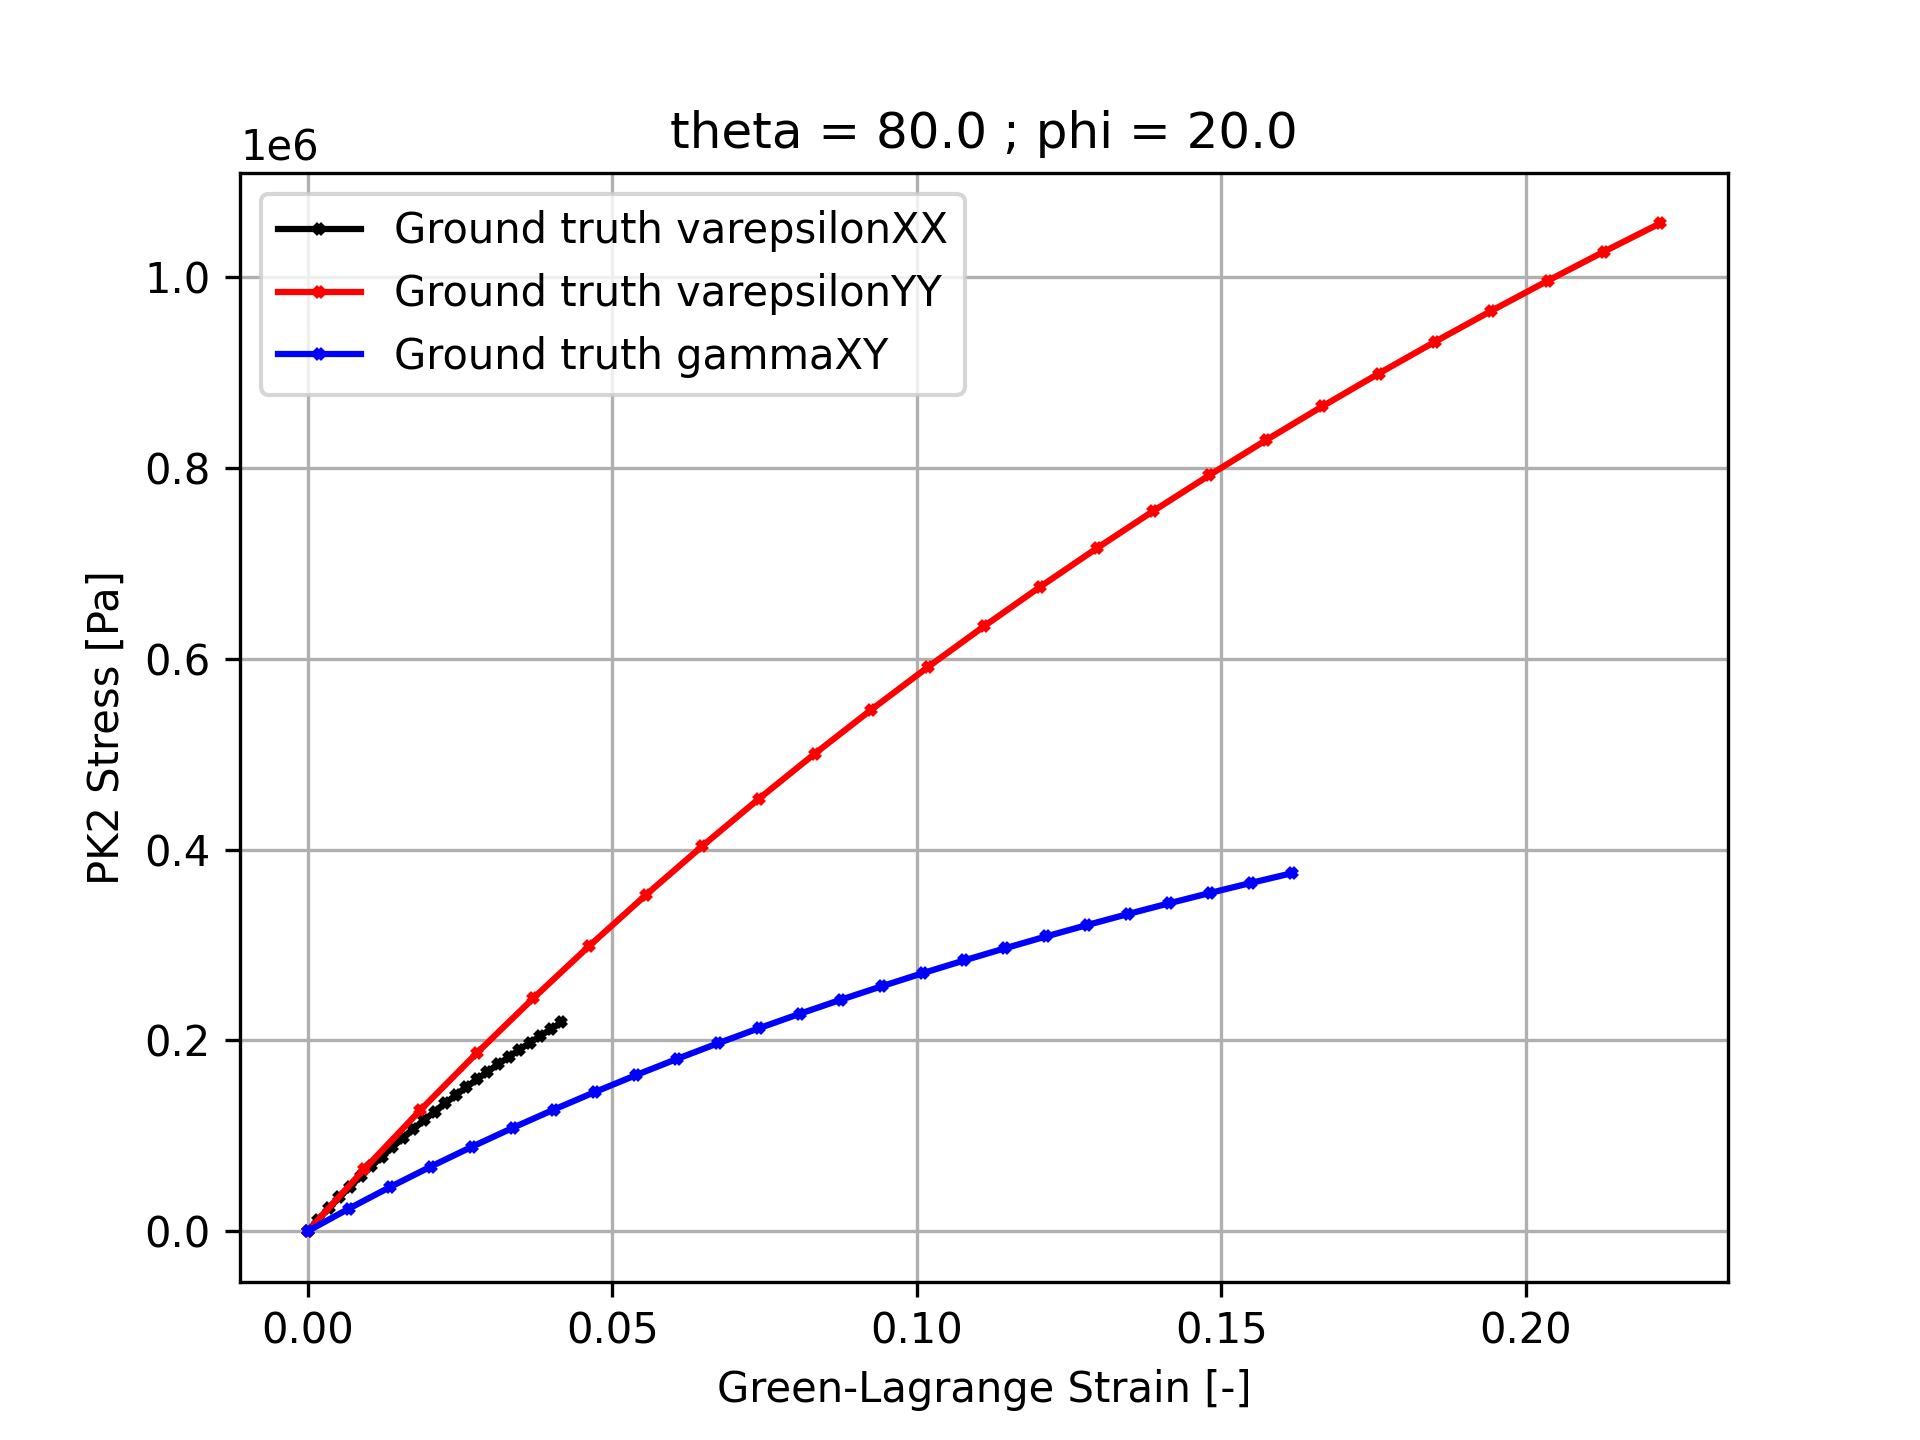 theta = 80.0 ; phi = 20.0
1e6
Ground truth varepsilonXX
Ground truth varepsilonYY
Ground truth gammaXY
1.0
0.8
0.6
0.4
0.2
0.0
PK2 Stress [Pa]
0.00 0.05 0.10 0.15 0.20
Green-Lagrange Strain [-]